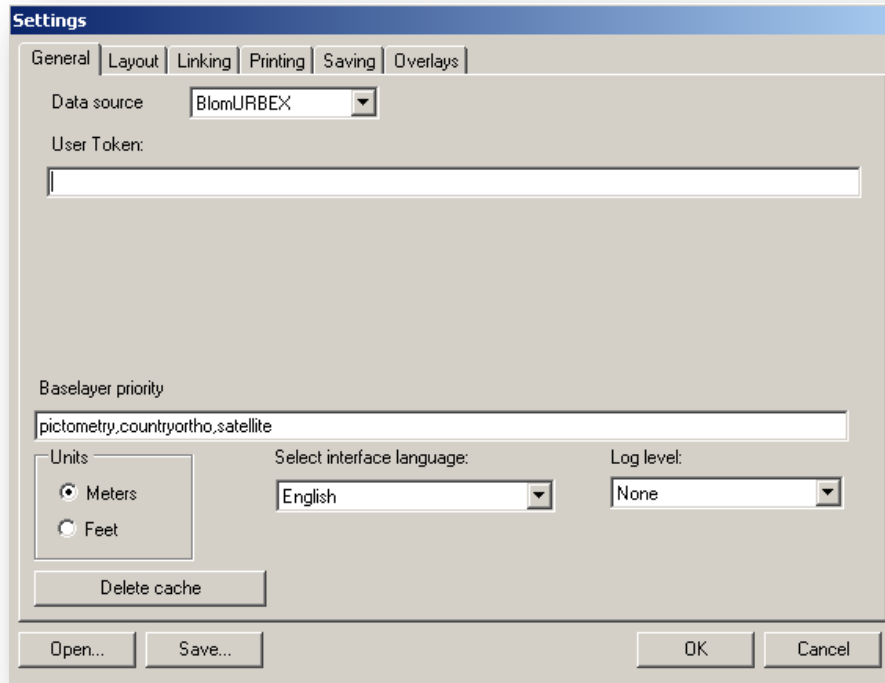 Settings
General Layout Linking Printing Saving Overlays
Data source BlomURBEX
User Token:
Baselayer priority
pictometry,countryortho,satellite
Units Select interface language: Log level:
Meters English None
Feet
Delete cache
Open... Save... OK Cancel